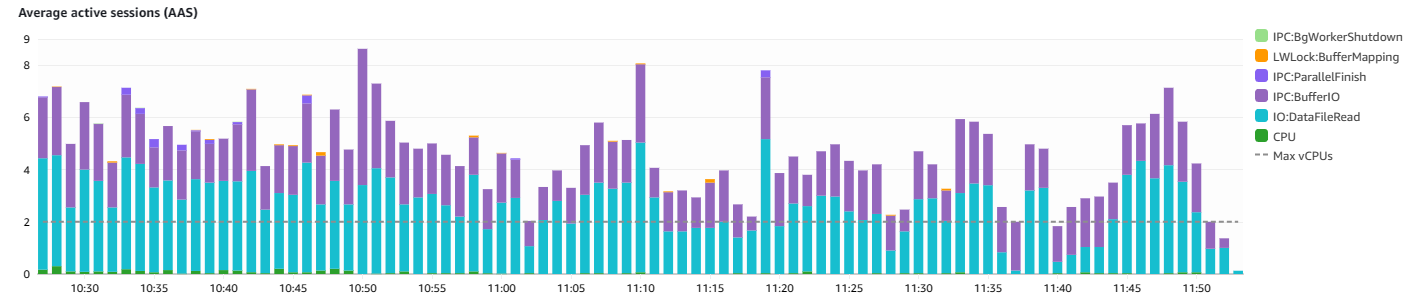 Average active sessions (AAS)
9
8
6
4
2
0
10:30 10:35 10:40 10:45 10:50 10:55 11:00 11:05 11:10 11:15 11:20 11:25 11:30 11:35 11:40 11:45 11:50
IPC:BgWorkerShutdown
LWLock:BufferMapping
IPC:ParallelFinish
IPC:BufferIO
IO:DataFileRead
CPU
Max vCPUs